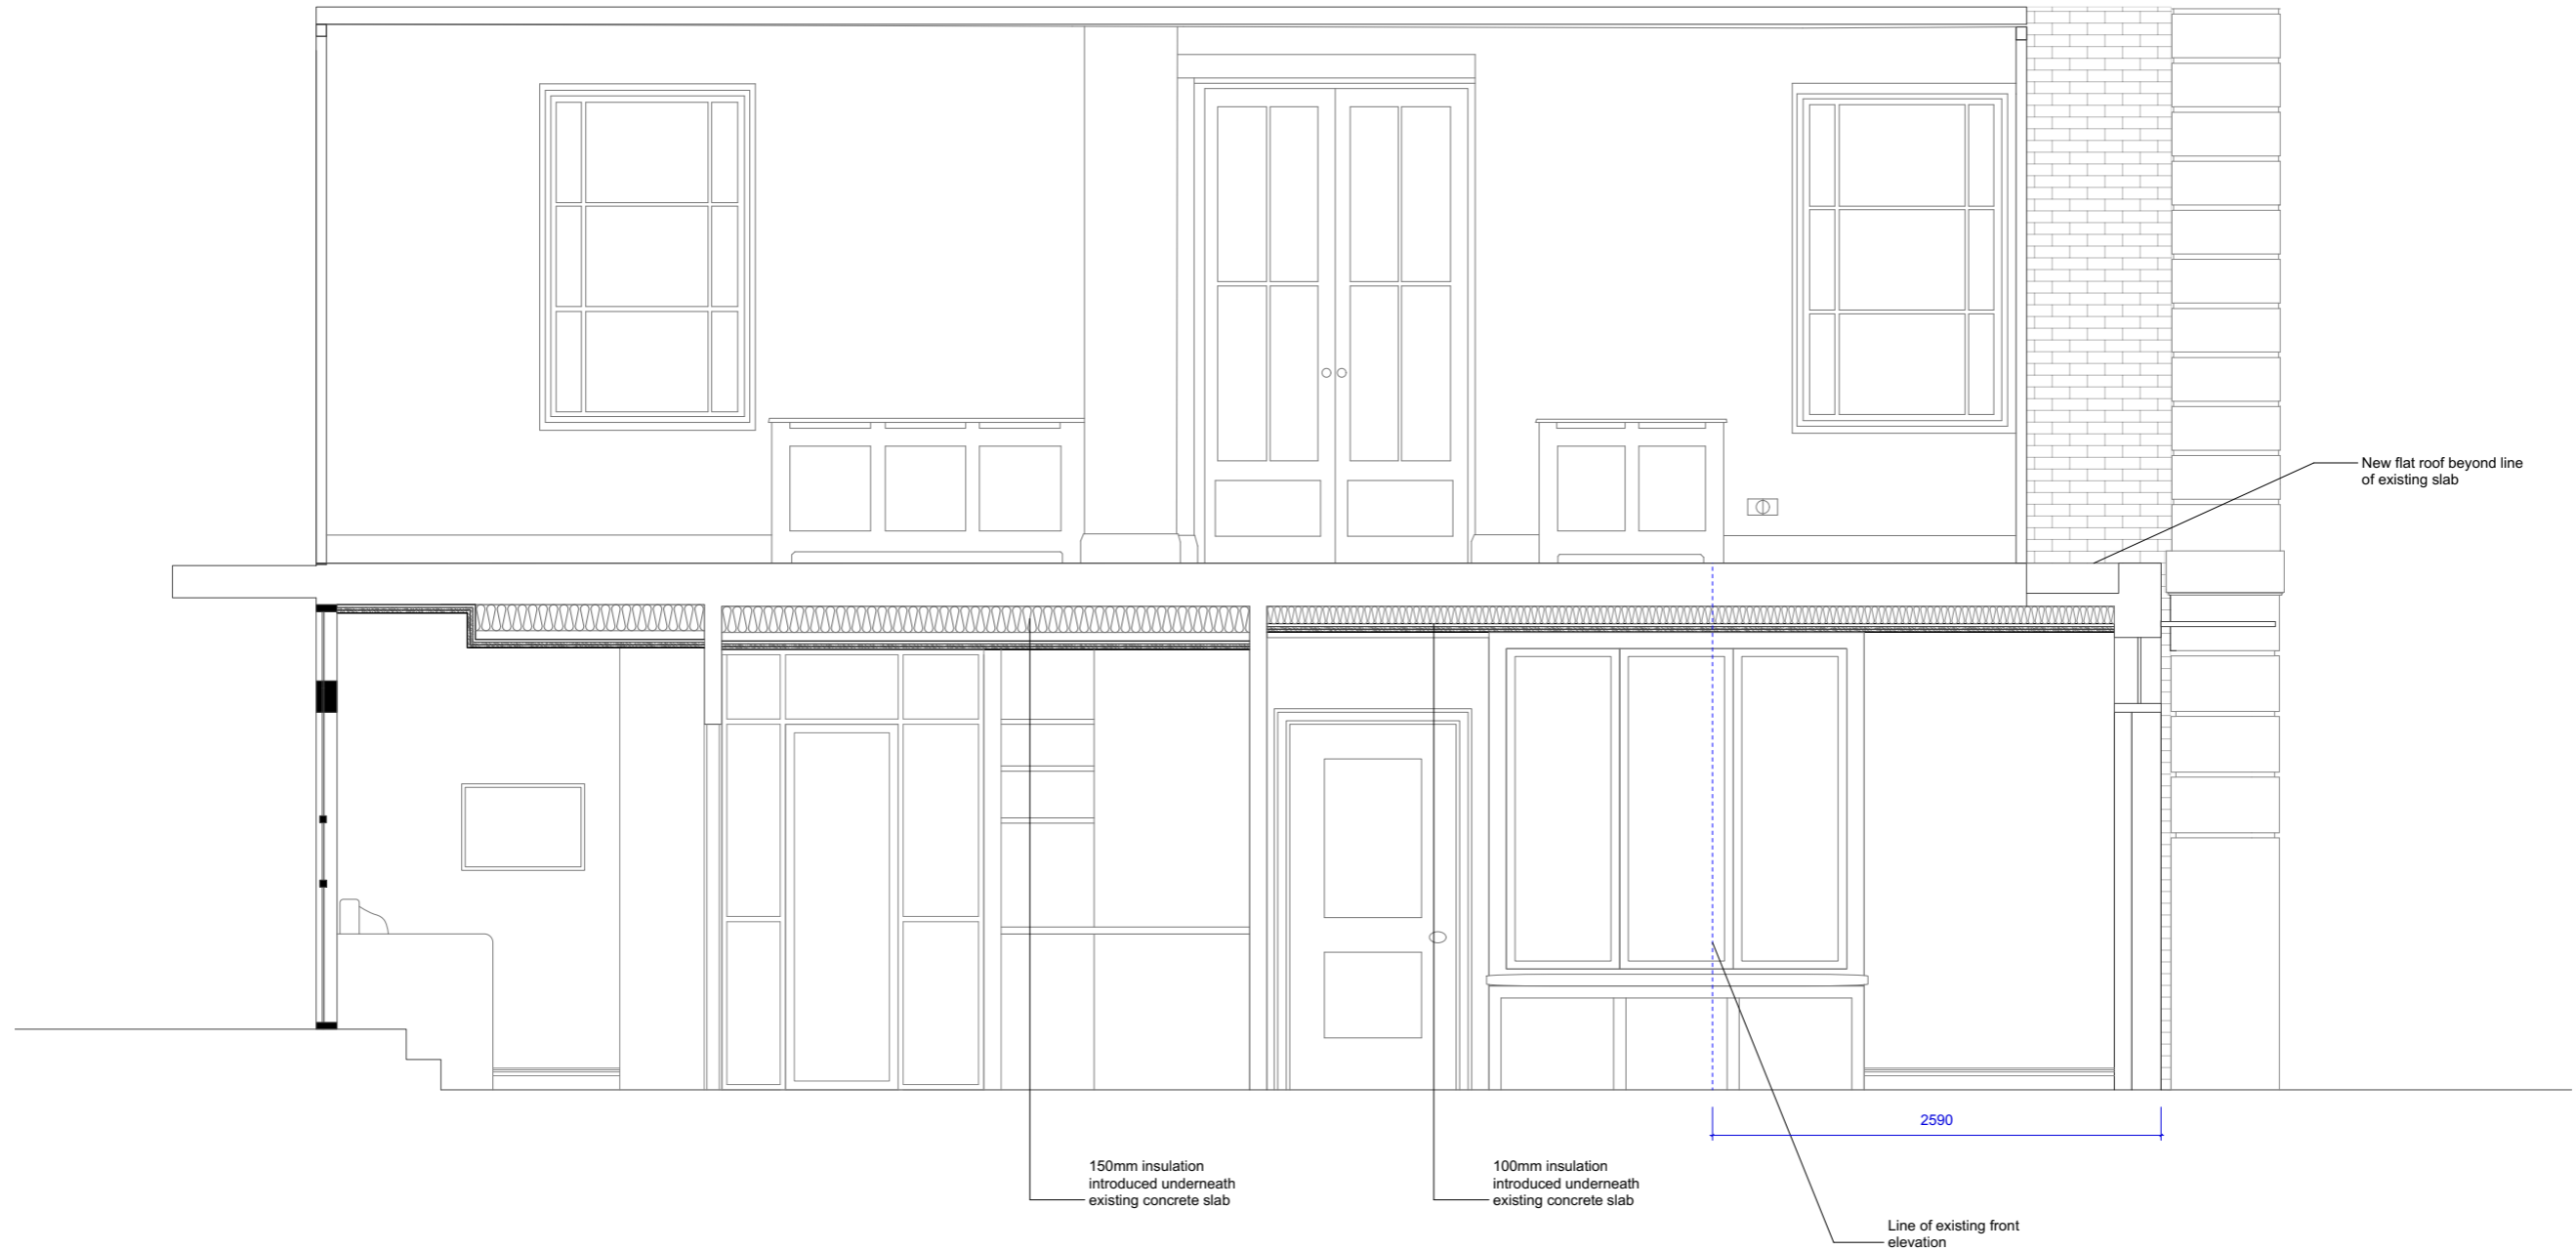 New flat roof beyond line
of existing slab
2590
150mm insulation
introduced underneath
existing concrete slab
100mm insulation
introduced underneath
existing concrete slab
Line of existing front
elevation